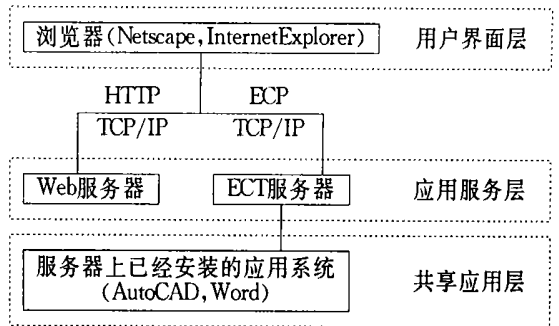 浏览器(Netscape,InternetExplorer)
用户界面层
HTTP
ECP
TCP/IP
TCP/IP
Web服务器
ECT服务器
应用服务层
服务器上已经安装的应用系统
(AutoCAD,Word)
共享应用层